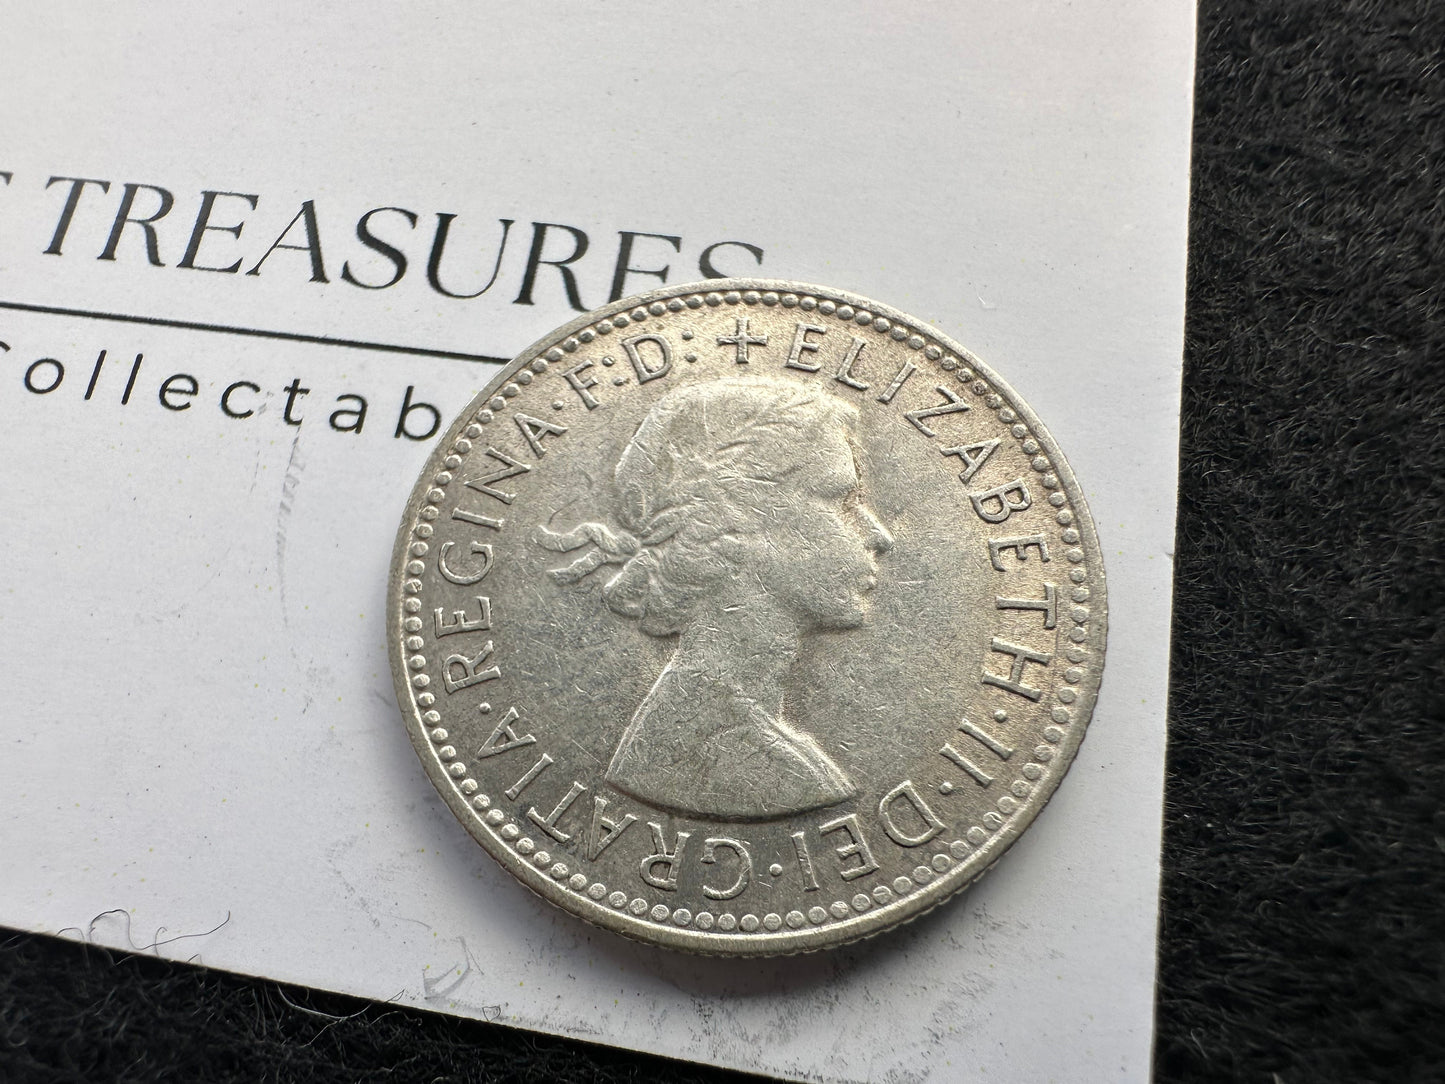 TREASURES
ollectab
+ELIZABETH·II·DEI·GRATIA·REGINA·F:D: